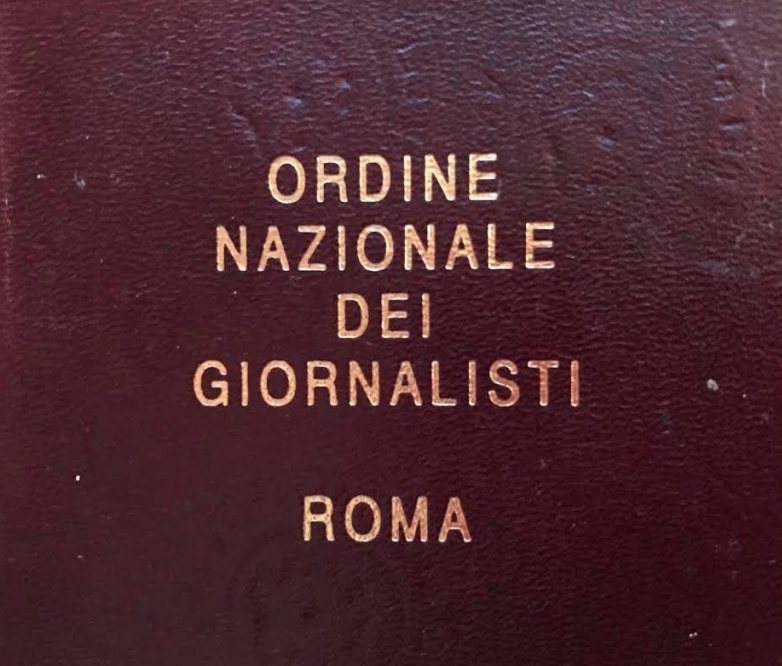 ORDINE
NAZIONALE
DEI
GIORNALISTI
ROMA